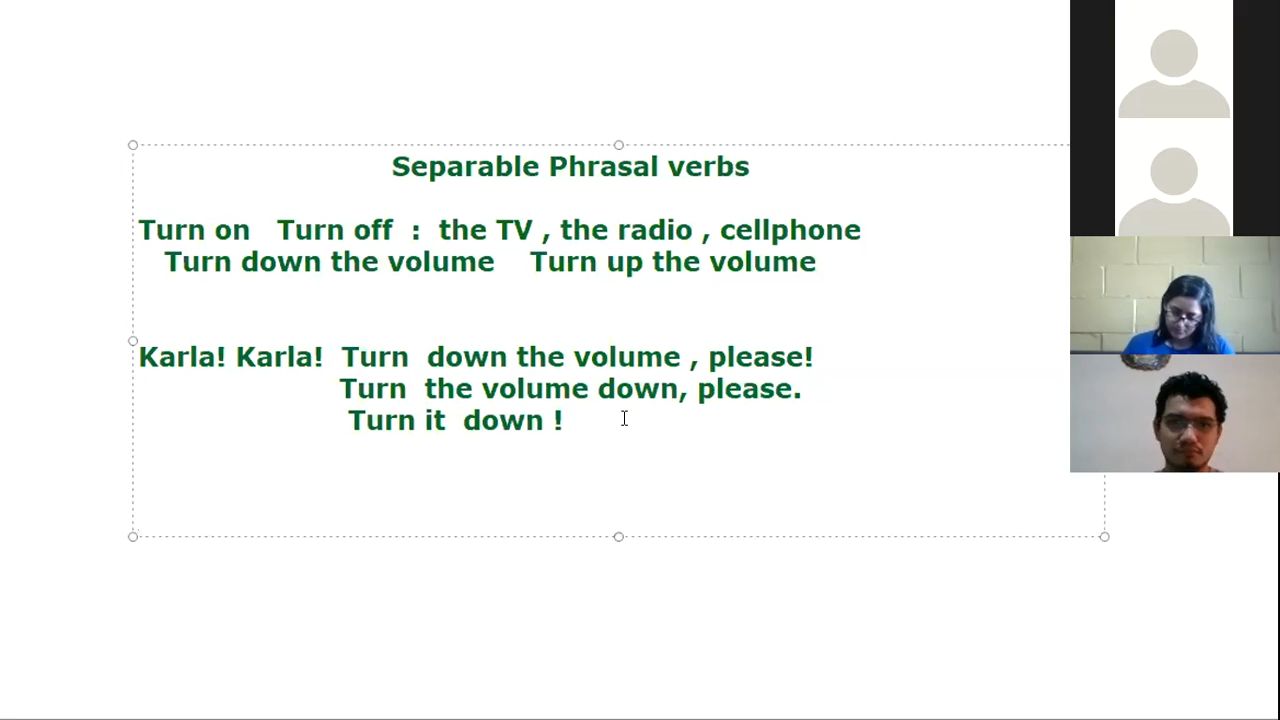 Separable Phrasal verbs
Turn on Turn off : the TV , the radio , cellphone
Turn down the volume Turn up the volume
Karla! Karla! Turn down the volume , please!
Turn the volume down, please.
Turn it down !